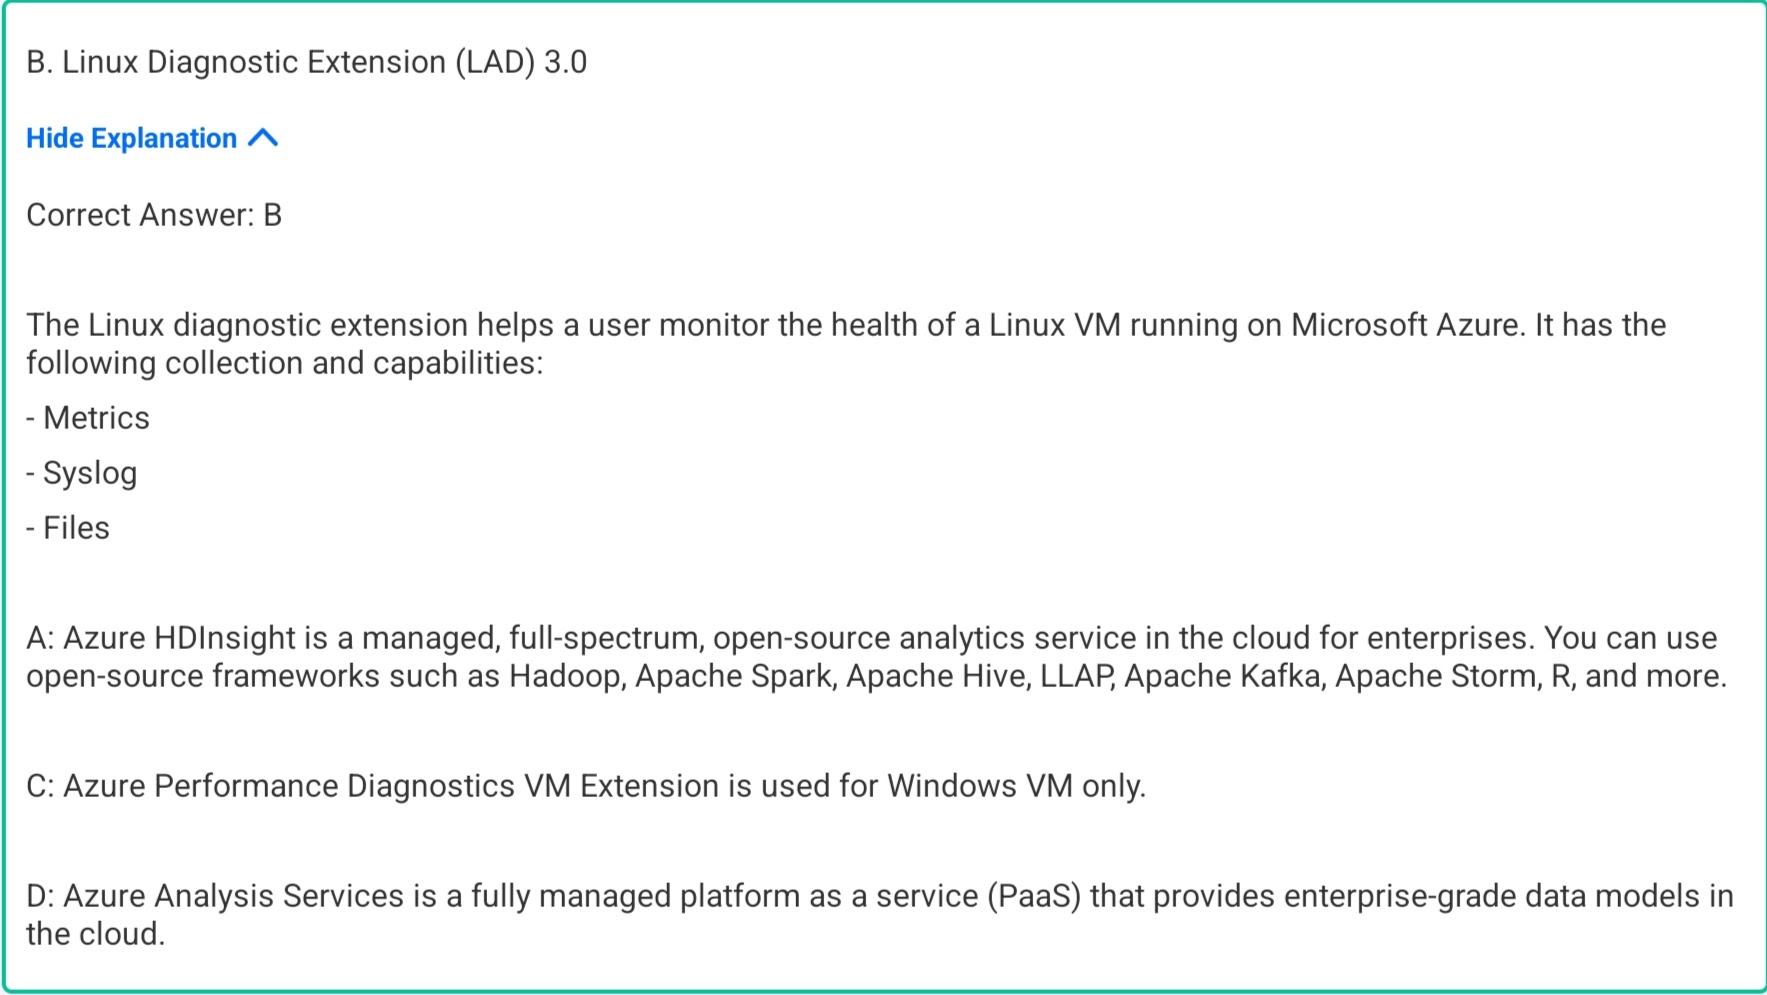 B. Linux Diagnostic Extension (LAD) 3.0
Hide Explanation
Correct Answer: B
The Linux diagnostic extension helps a user monitor the health of a Linux VM running on Microsoft Azure. It has the
following collection and capabilities:
- Metrics
- Syslog
- Files
A: Azure HDInsight is a managed, full-spectrum, open-source analytics service in the cloud for enterprises. You can use
open-source frameworks such as Hadoop, Apache Spark, Apache Hive, LLAP, Apache Kafka, Apache Storm, R, and more.
C: Azure Performance Diagnostics VM Extension is used for Windows VM only.
D: Azure Analysis Services is a fully managed platform as a service (PaaS) that provides enterprise-grade data models in
the cloud.